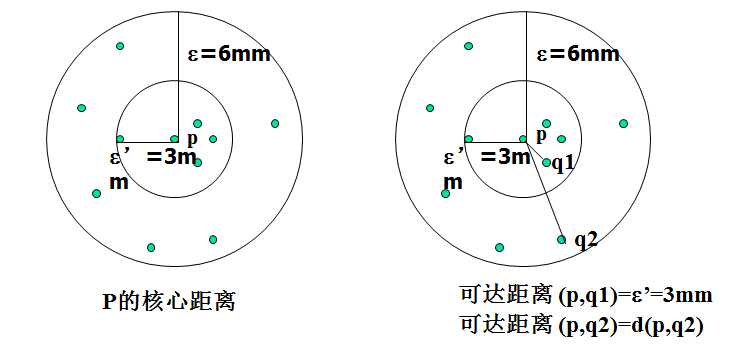 ε=6mm
p
ε’ =3m
m
P的核心距离
ε=6mm
p
ε’ =3m
m
q1
q2
可达距离(p,q1)=ε’=3mm
可达距离(p,q2)=d(p,q2)